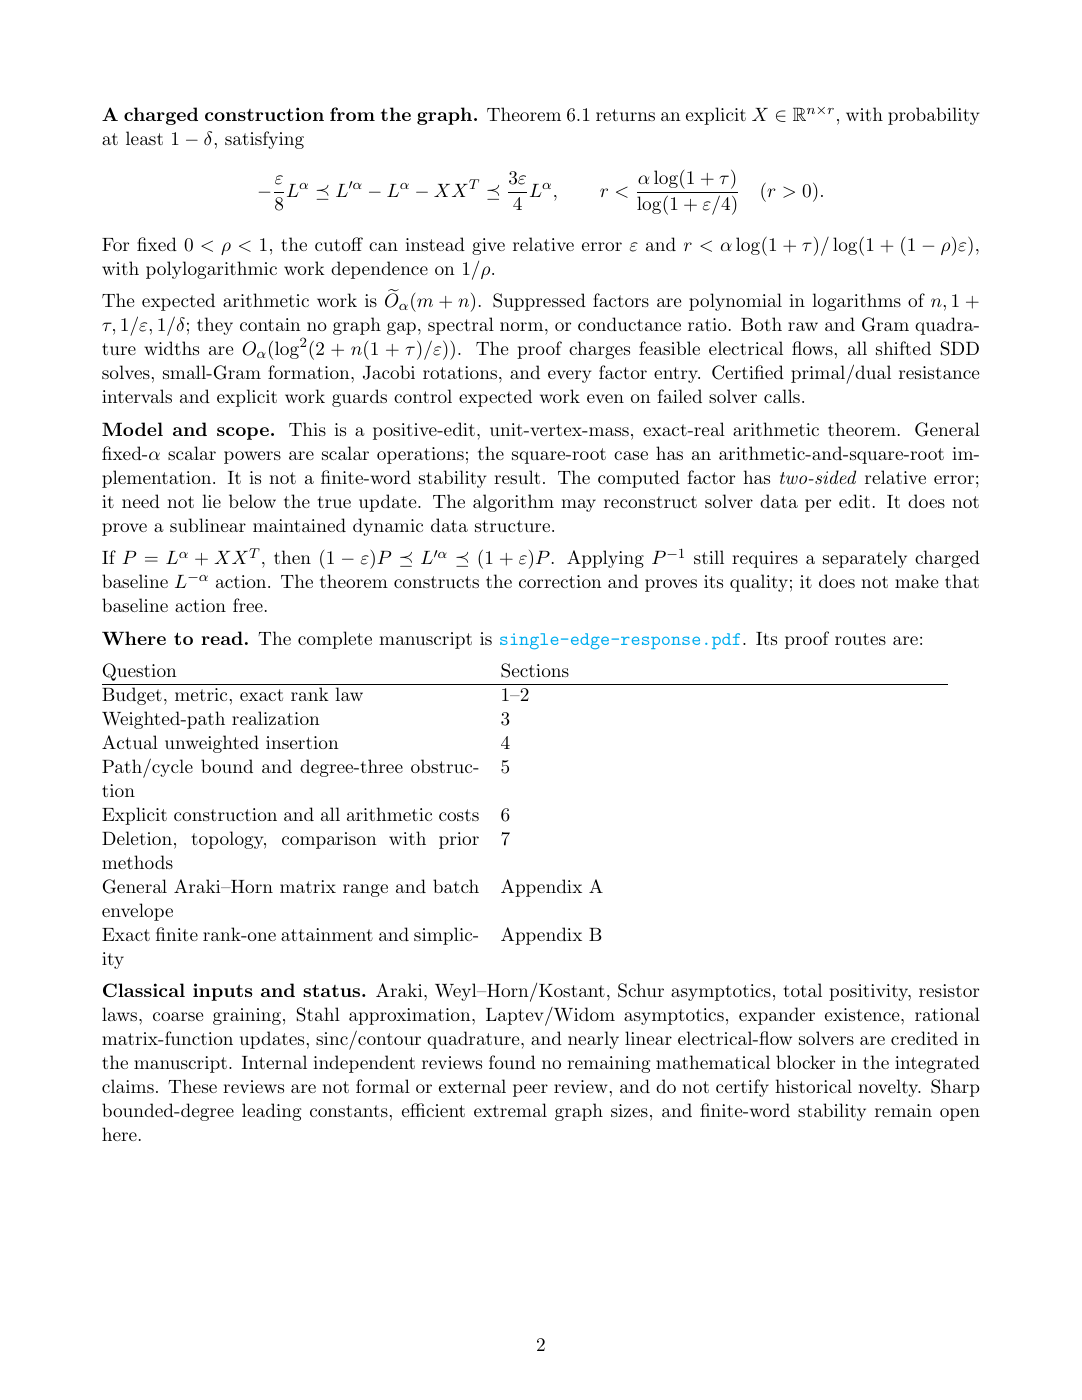 A charged construction from the graph. Theorem 6.1 returns an explicit X ∈ ℝ^{n×r}, with probability
at least 1 − δ, satisfying
−ε/8 L^α ⪯ L′^α − L^α − XX^T ⪯ 3ε/4 L^α,    r < α log(1 + τ)/log(1 + ε/4)    (r > 0).
For fixed 0 < ρ < 1, the cutoff can instead give relative error ε and r < α log(1 + τ)/ log(1 + (1 − ρ)ε),
with polylogarithmic work dependence on 1/ρ.
The expected arithmetic work is Õ_α(m + n). Suppressed factors are polynomial in logarithms of n, 1 +
τ, 1/ε, 1/δ; they contain no graph gap, spectral norm, or conductance ratio. Both raw and Gram quadra-
ture widths are O_α(log²(2 + n(1 + τ)/ε)). The proof charges feasible electrical flows, all shifted SDD
solves, small-Gram formation, Jacobi rotations, and every factor entry. Certified primal/dual resistance
intervals and explicit work guards control expected work even on failed solver calls.
Model and scope. This is a positive-edit, unit-vertex-mass, exact-real arithmetic theorem. General
fixed-α scalar powers are scalar operations; the square-root case has an arithmetic-and-square-root im-
plementation. It is not a finite-word stability result. The computed factor has two-sided relative error;
it need not lie below the true update. The algorithm may reconstruct solver data per edit. It does not
prove a sublinear maintained dynamic data structure.
If P = L^α + XX^T, then (1 − ε)P ⪯ L′^α ⪯ (1 + ε)P. Applying P^{−1} still requires a separately charged
baseline L^{−α} action. The theorem constructs the correction and proves its quality; it does not make that
baseline action free.
Where to read. The complete manuscript is single-edge-response.pdf. Its proof routes are:
Question    Sections
Budget, metric, exact rank law    1–2
Weighted-path realization    3
Actual unweighted insertion    4
Path/cycle bound and degree-three obstruc-    5
tion
Explicit construction and all arithmetic costs    6
Deletion, topology, comparison with prior    7
methods
General Araki–Horn matrix range and batch    Appendix A
envelope
Exact finite rank-one attainment and simplic-    Appendix B
ity
Classical inputs and status. Araki, Weyl–Horn/Kostant, Schur asymptotics, total positivity, resistor
laws, coarse graining, Stahl approximation, Laptev/Widom asymptotics, expander existence, rational
matrix-function updates, sinc/contour quadrature, and nearly linear electrical-flow solvers are credited in
the manuscript. Internal independent reviews found no remaining mathematical blocker in the integrated
claims. These reviews are not formal or external peer review, and do not certify historical novelty. Sharp
bounded-degree leading constants, efficient extremal graph sizes, and finite-word stability remain open
here.
2